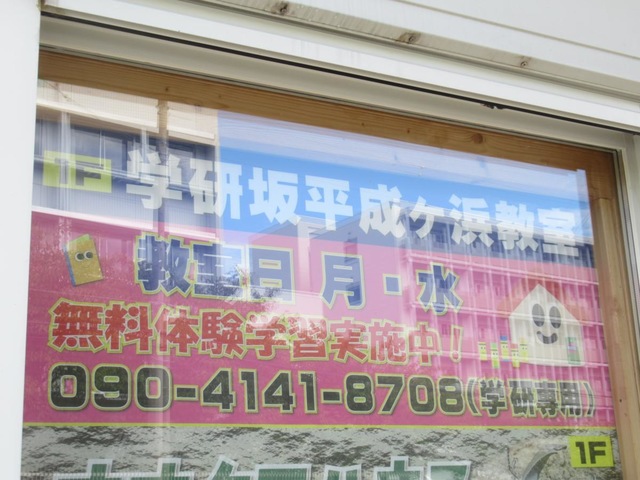 1F 学研坂平成ヶ浜教室
教室日 月・水
無料体験学習実施中!
090-4141-8708(学研専用)
1F